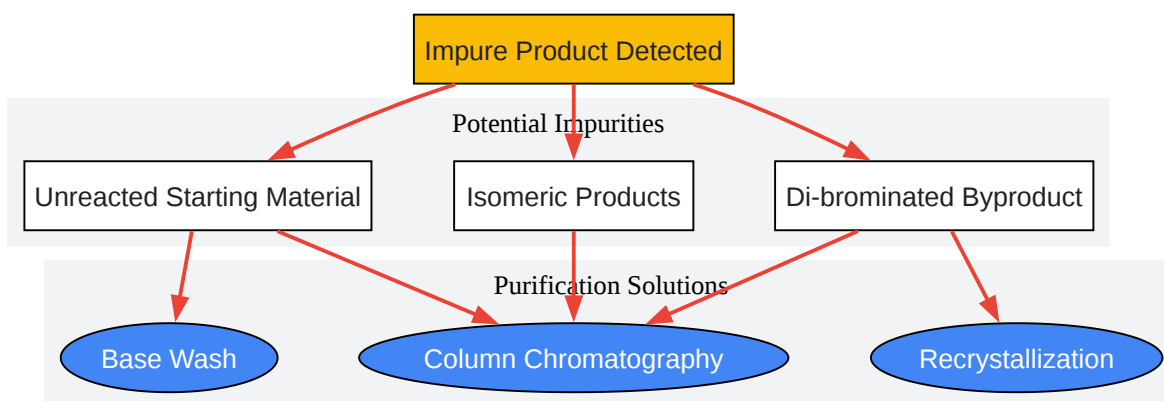 Impure Product Detected
Potential Impurities
Unreacted Starting Material
Isomeric Products
Di-brominated Byproduct
Purification Solutions
Base Wash
Column Chromatography
Recrystallization